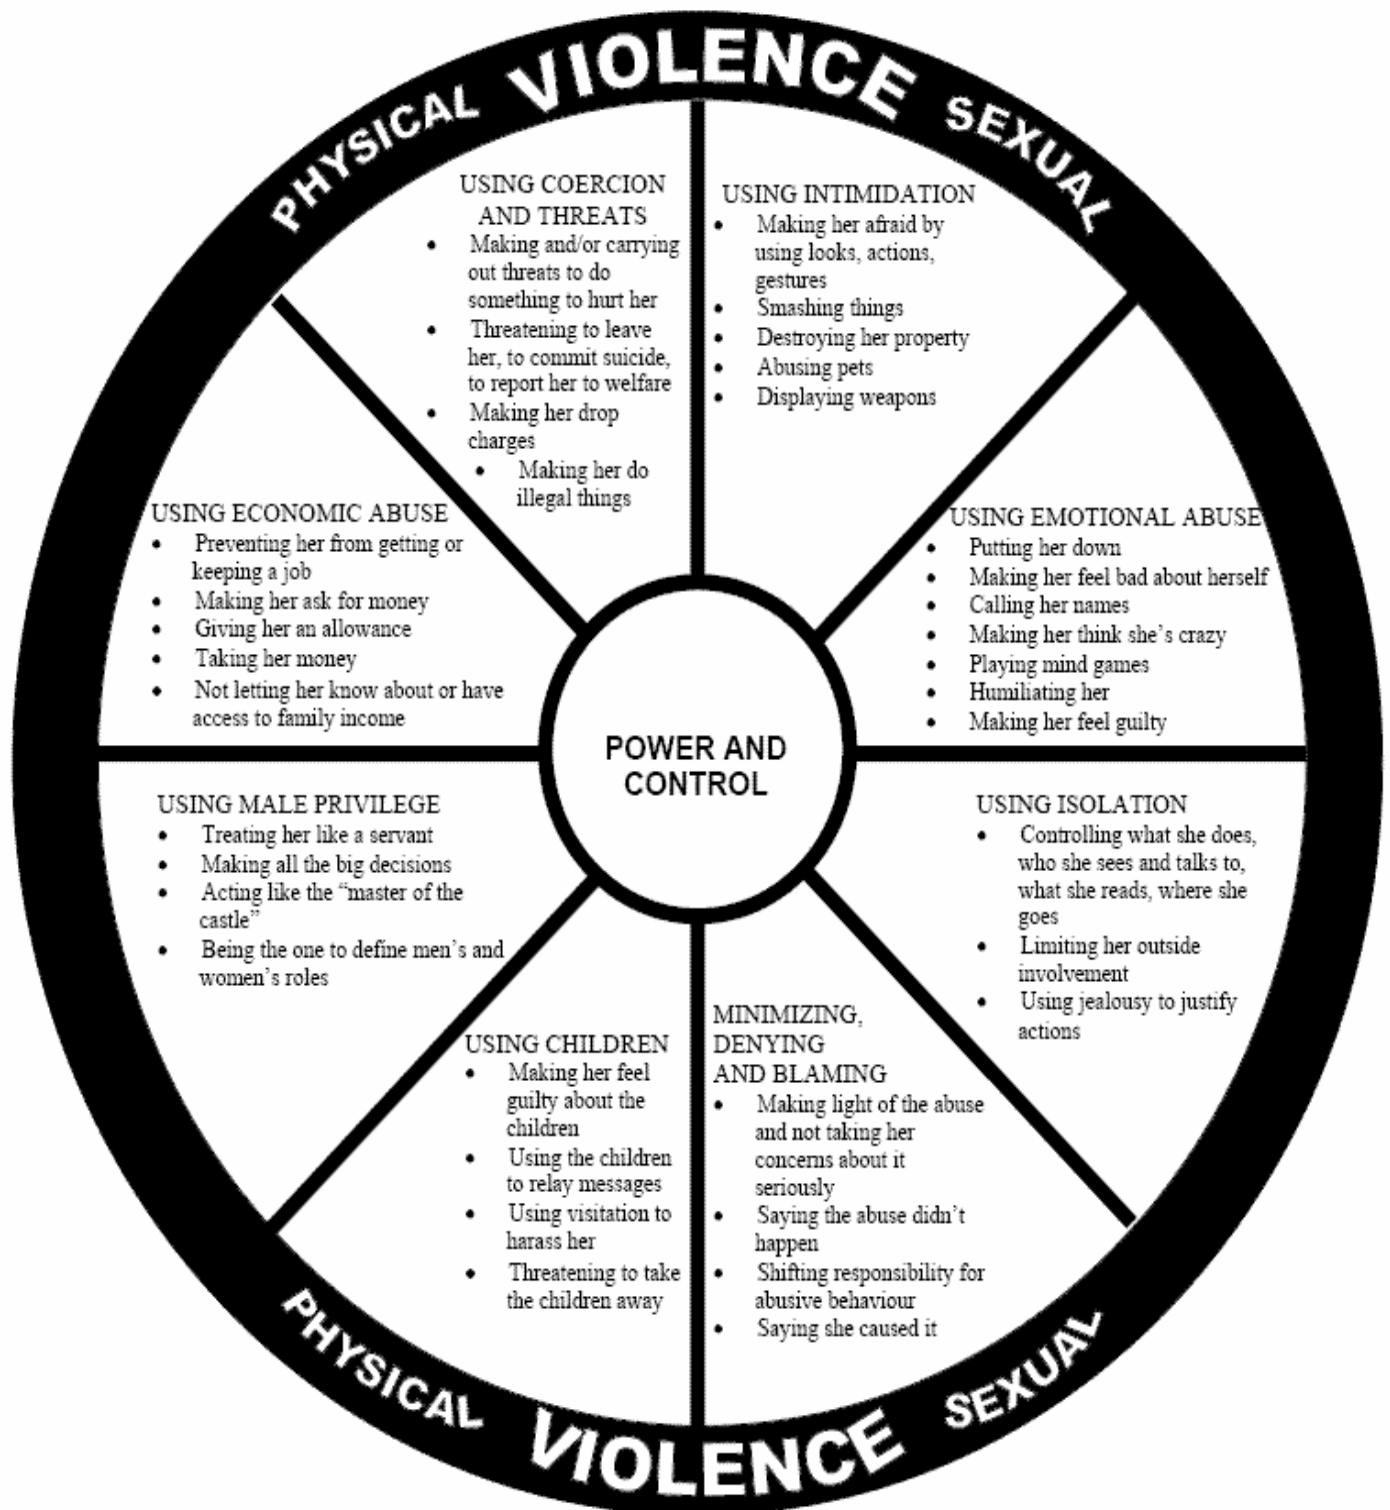 PHYSICAL VIOLENCE SEXUAL
USING COERCION
AND THREATS
• Making and/or carrying
out threats to do
something to hurt her
• Threatening to leave
her, to commit suicide,
to report her to welfare
• Making her drop
charges
• Making her do
illegal things
USING INTIMIDATION
• Making her afraid by
using looks, actions,
gestures
• Smashing things
• Destroying her property
• Abusing pets
• Displaying weapons
USING EMOTIONAL ABUSE
• Putting her down
• Making her feel bad about herself
• Calling her names
• Making her think she’s crazy
• Playing mind games
• Humiliating her
• Making her feel guilty
USING ISOLATION
• Controlling what she does,
who she sees and talks to,
what she reads, where she
goes
• Limiting her outside
involvement
• Using jealousy to justify
actions
MINIMIZING,
DENYING
AND BLAMING
• Making light of the abuse
and not taking her
concerns about it
seriously
• Saying the abuse didn’t
happen
• Shifting responsibility for
abusive behaviour
• Saying she caused it
USING CHILDREN
• Making her feel
guilty about the
children
• Using the children
to relay messages
• Using visitation to
harass her
• Threatening to take
the children away
USING MALE PRIVILEGE
• Treating her like a servant
• Making all the big decisions
• Acting like the “master of the
castle”
• Being the one to define men’s and
women’s roles
USING ECONOMIC ABUSE
• Preventing her from getting or
keeping a job
• Making her ask for money
• Giving her an allowance
• Taking her money
• Not letting her know about or have
access to family income
POWER AND
CONTROL
PHYSICAL VIOLENCE SEXUAL